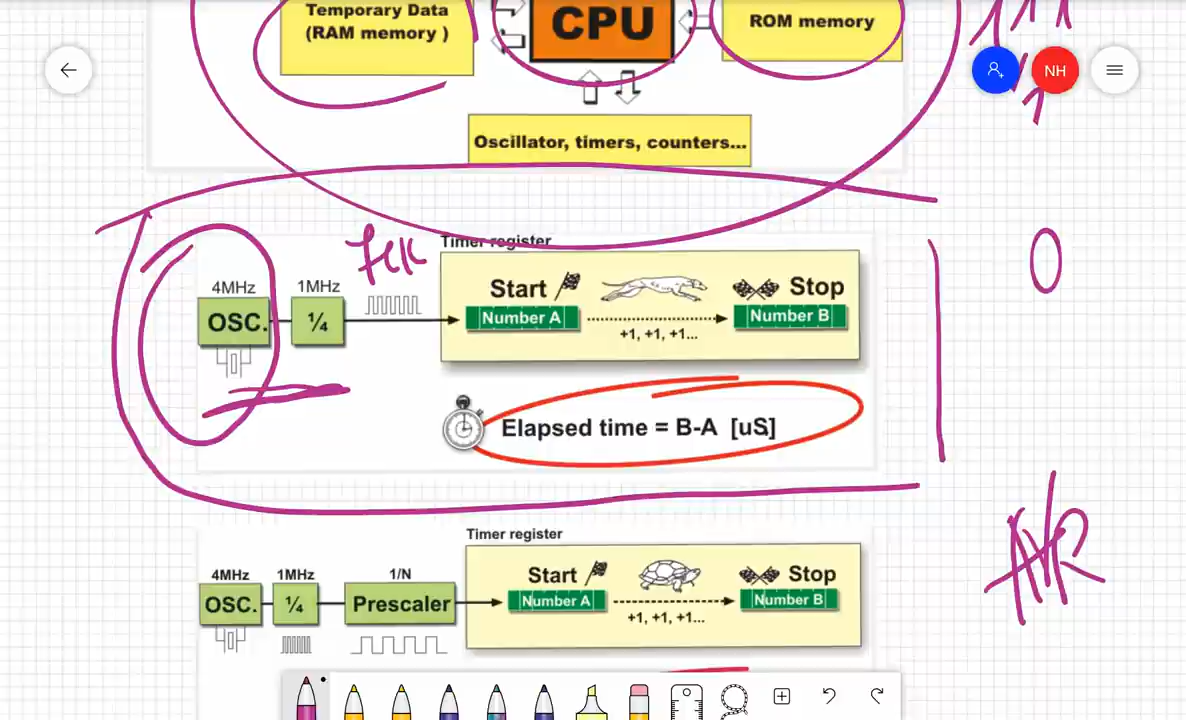 Temporary Data
(RAM memory )
CPU
ROM memory
NH
Oscillator, timers, counters...
Timer register
4MHz
1MHz
OSC.
¼
Start
Stop
Number A
Number B
+1, +1, +1...
0
Elapsed time = B-A [uS]
AVR
Timer register
4MHz
1MHz
1/N
OSC.
¼
Prescaler
Start
Stop
Number A
Number B
+1, +1, +1...